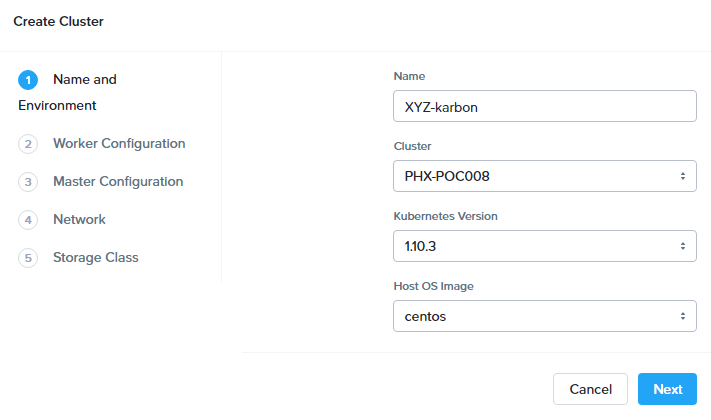 Create Cluster
1 Name and
Environment
2 Worker Configuration
3 Master Configuration
4 Network
5 Storage Class
Name
XYZ-karbon
Cluster
PHX-POC008
Kubernetes Version
1.10.3
Host OS Image
centos
Cancel Next